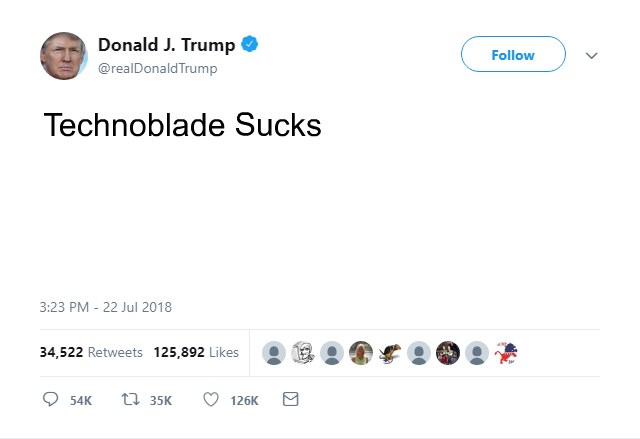 Donald J. Trump
@realDonaldTrump
Follow
Technoblade Sucks
3:23 PM - 22 Jul 2018
34,522 Retweets 125,892 Likes
54K 35K 126K